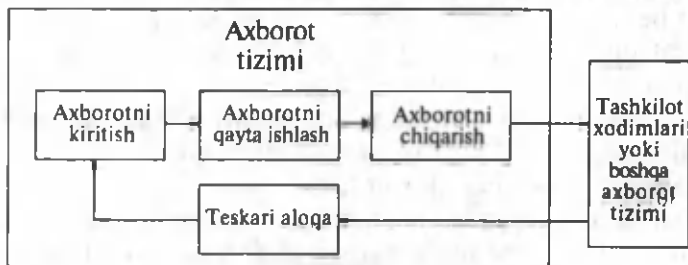 Axborot
tizimi
Axborotni
kiritish
Axborotni
qayta ishlash
Axborotni
chiqarish
Tashkilot
xodimlari
yoki
boshqa
axborot
tizimi
Teskari aloqa